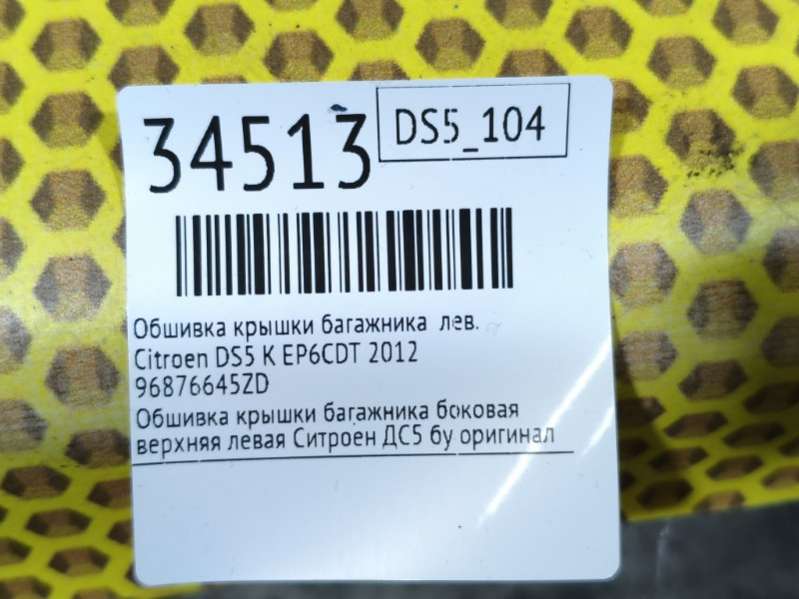 34513
DS5_104
Обшивка крышки багажника лев.
Citroen DS5 K EP6CDT 2012
96876645ZD
Обшивка крышки багажника боковая
верхняя левая Ситроен ДС5 бу оригинал